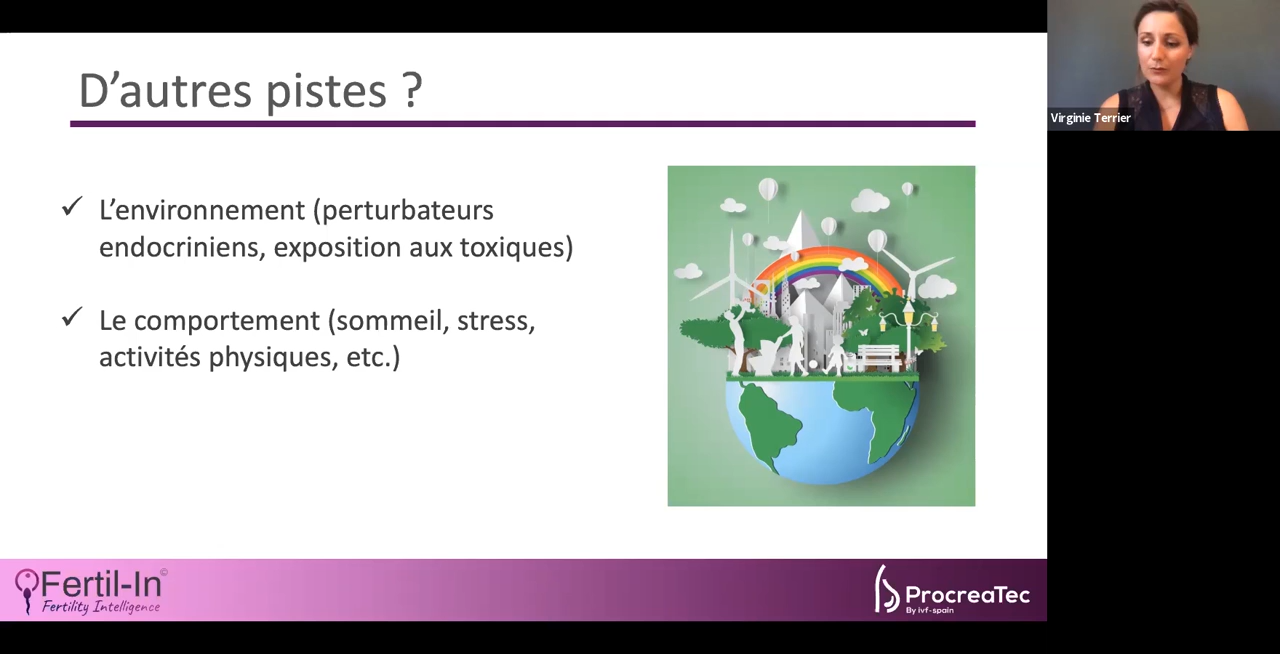 D’autres pistes ?
Virginie Terrier
✓ L’environnement (perturbateurs
endocriniens, exposition aux toxiques)
✓ Le comportement (sommeil, stress,
activités physiques, etc.)
Fertil-In©
Fertility Intelligence
ProcreaTec
By ivf-spain